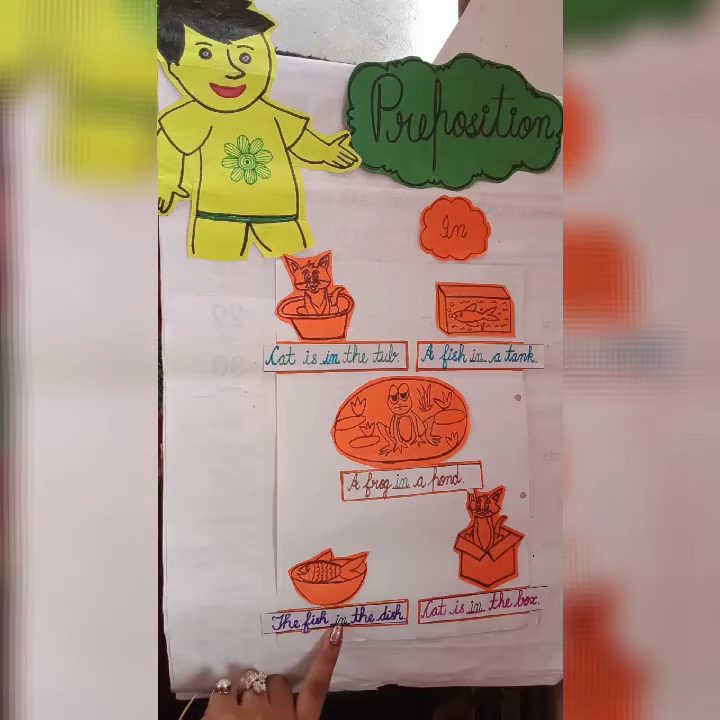 Preposition
In
Cat is in the tub.
A fish in a tank.
A frog in a pond.
The fish in the dish.
Cat is in the box.